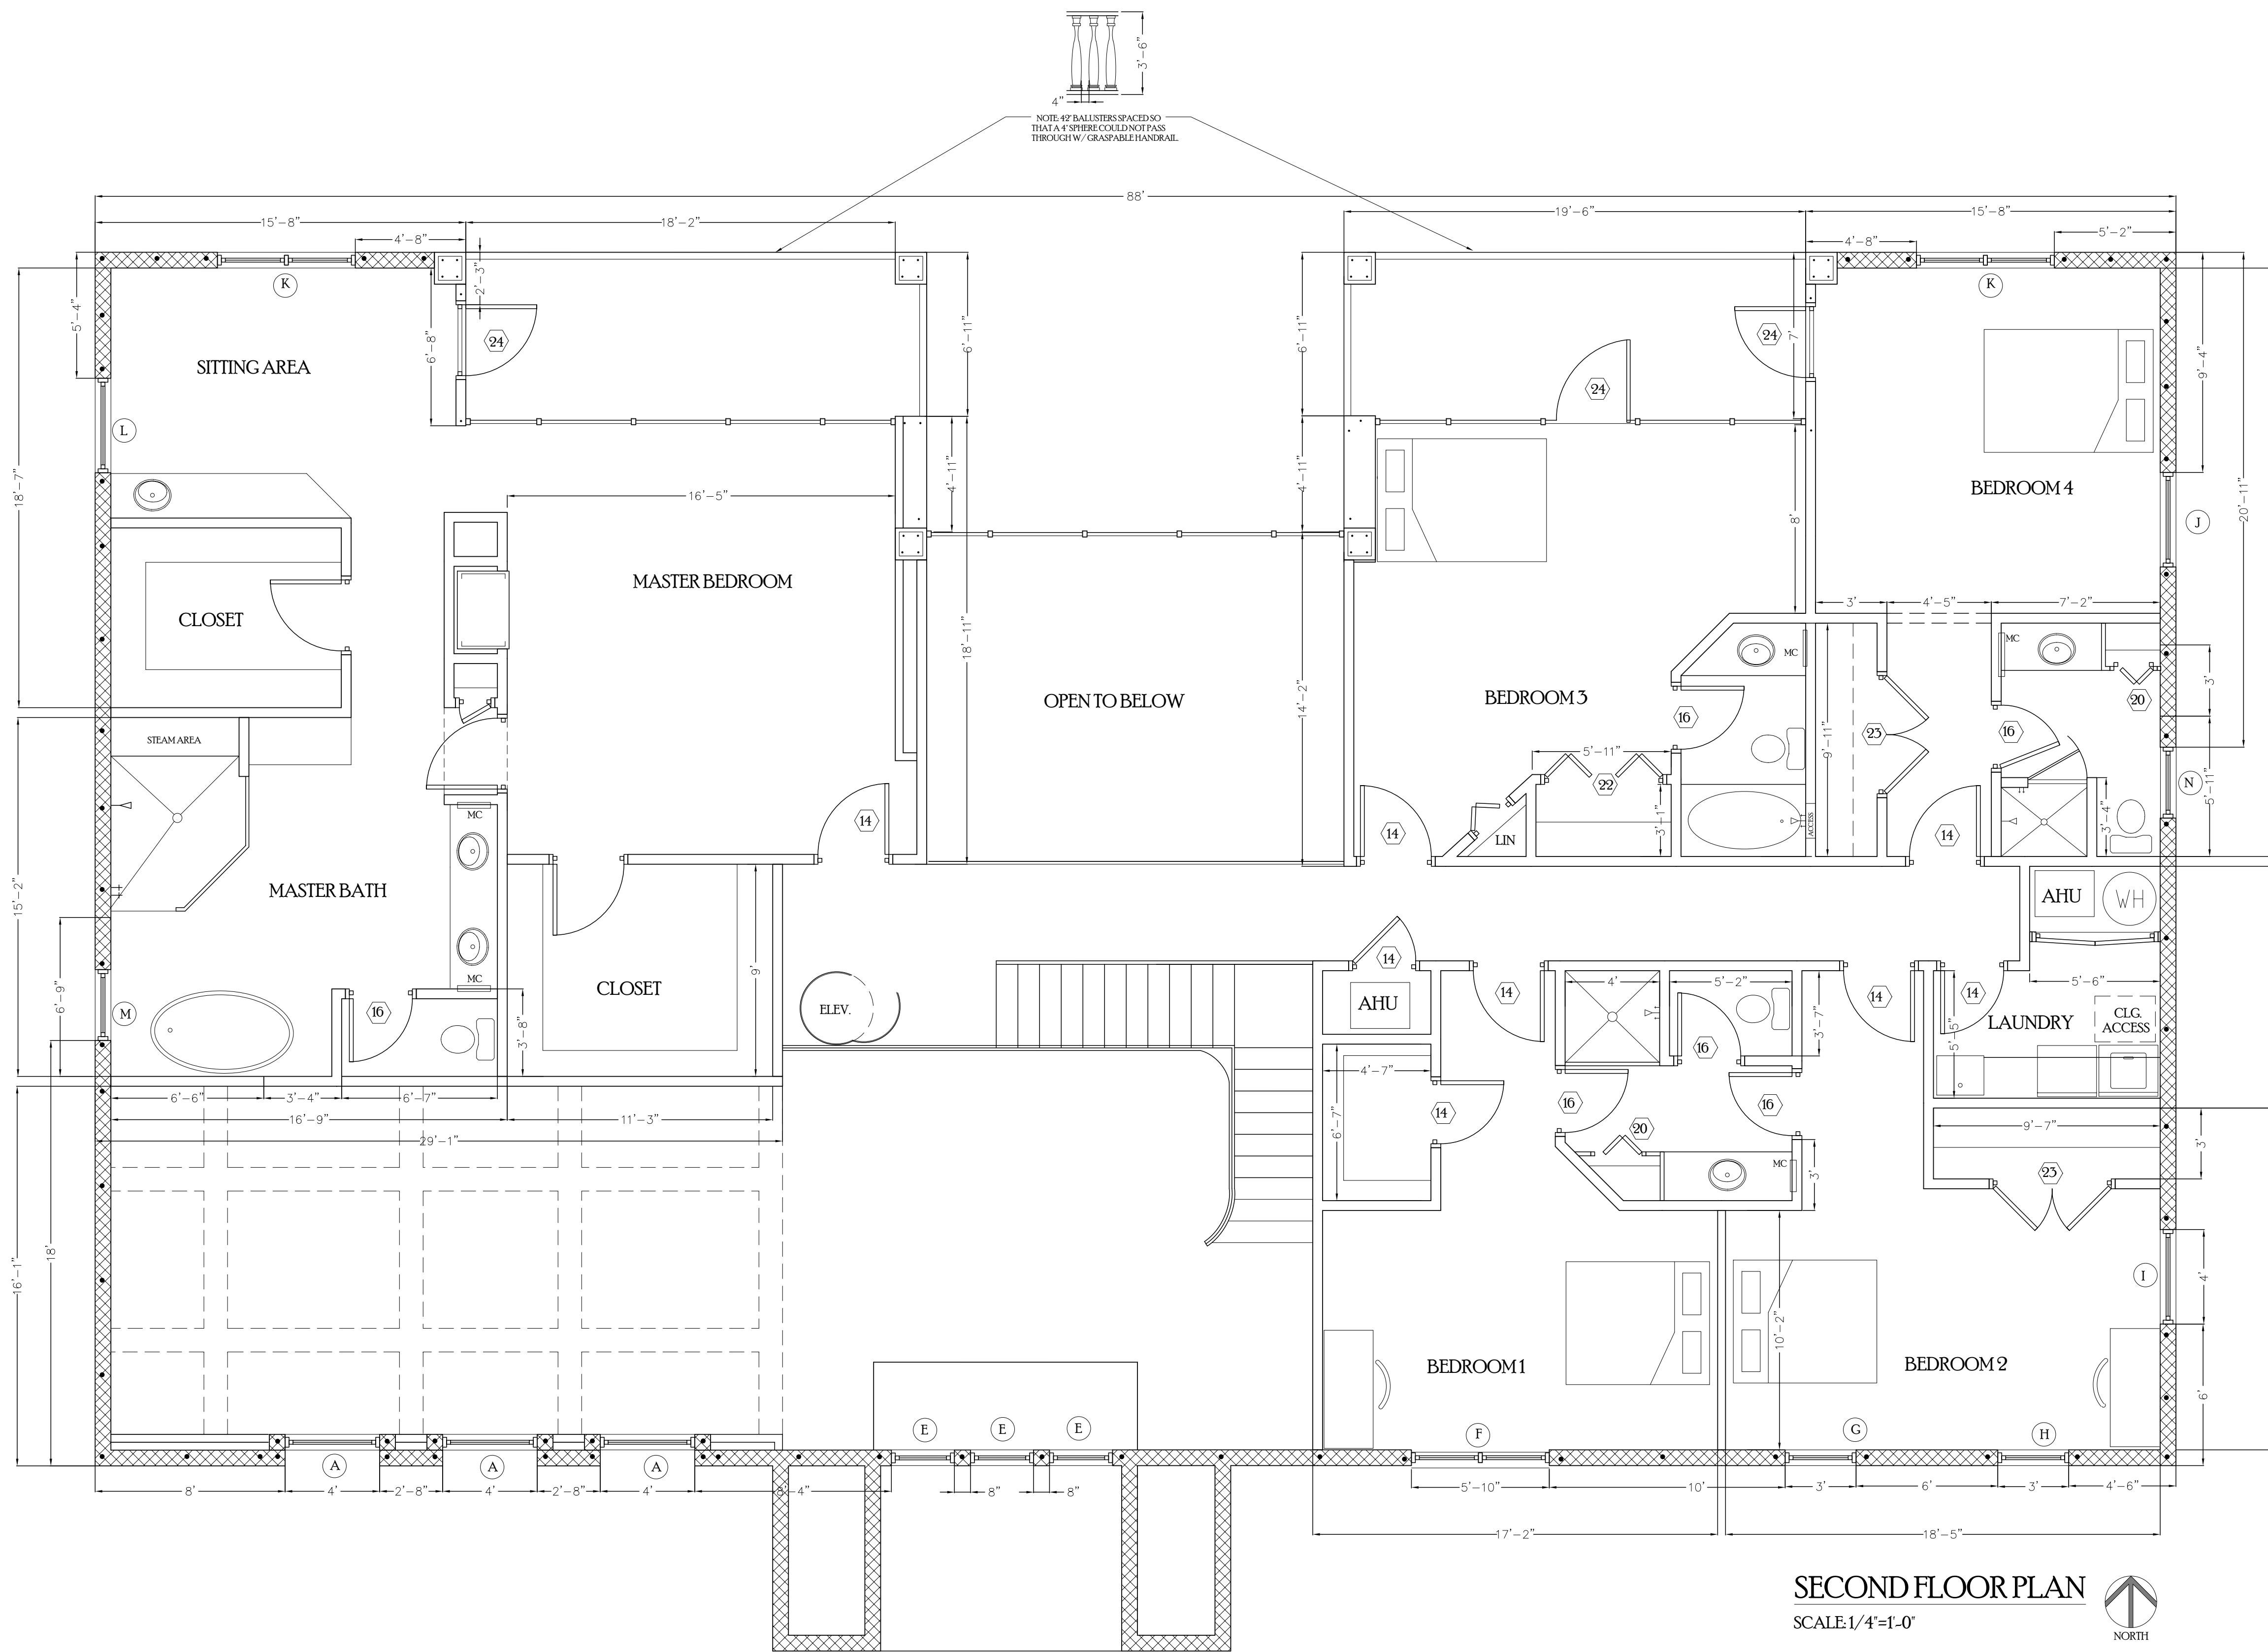 3'-6"
4"
NOTE: 42" BALUSTERS SPACED SO
THAT A 4" SPHERE COULD NOT PASS
THROUGH W/ GRASPABLE HANDRAIL.
88'
15'-8"
18'-2"
19'-6"
15'-8"
4'-8"
4'-8"
5'-2"
K
K
2'-3"
5'-4"
6'-8"
6'-11"
6'-11"
7'
9'-4"
24
24
24
SITTING AREA
L
18'-7"
16'-5"
4'-11"
4'-11"
8'
BEDROOM 4
J
20'-11"
MASTER BEDROOM
CLOSET
3'
4'-5"
7'-2"
MC
MC
18'-11"
14'-2"
OPEN TO BELOW
BEDROOM 3
16
9'-11"
23
16
20
3'
STEAM AREA
5'-11"
22
N
5'-11"
MC
14
14
LIN
3'-1"
ACCESS
14
3'-4"
15'-2"
MASTER BATH
AHU
WH
9'
14
MC
CLOSET
ELEV.
AHU
14
4'
5'-2"
14
14
5'-6"
6'-9"
M
16
3'-8"
3'-7"
5'-5"
LAUNDRY
CLG.
ACCESS
16
4'-7"
6'-6"
3'-4"
6'-7"
16'-9"
11'-3"
29'-1"
6'-7"
14
16
16
20
9'-7"
3'
MC
3'
23
16'-1"
18'
I
4'
10'-2"
BEDROOM 1
BEDROOM 2
6'
E
E
E
F
G
H
A
A
A
8'
4'
2'-8"
4'
2'-8"
4'
8'-4"
8"
8"
5'-10"
10'
3'
6'
3'
4'-6"
17'-2"
18'-5"
SECOND FLOOR PLAN
SCALE: 1/4"=1'-0"
NORTH